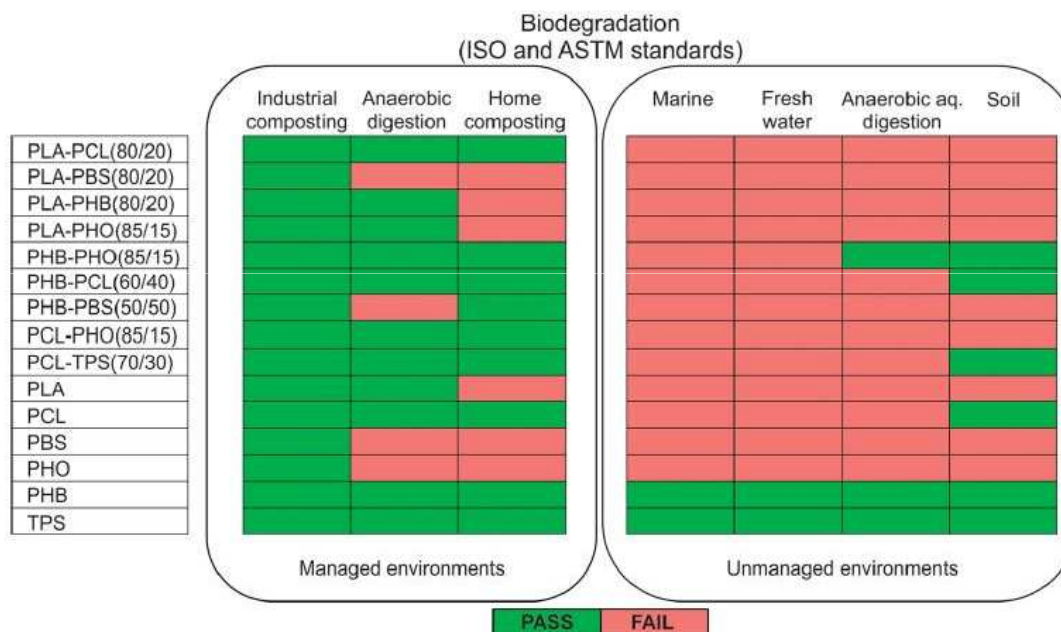 Biodegradation
(ISO and ASTM standards)
Industrial composting
Anaerobic digestion
Home composting
Marine
Fresh water
Anaerobic aq. digestion
Soil
PLA-PCL(80/20)
PLA-PBS(80/20)
PLA-PHB(80/20)
PLA-PHO(85/15)
PHB-PHO(85/15)
PHB-PCL(60/40)
PHB-PBS(50/50)
PCL-PHO(85/15)
PCL-TPS(70/30)
PLA
PCL
PBS
PHO
PHB
TPS
Managed environments
Unmanaged environments
PASS
FAIL